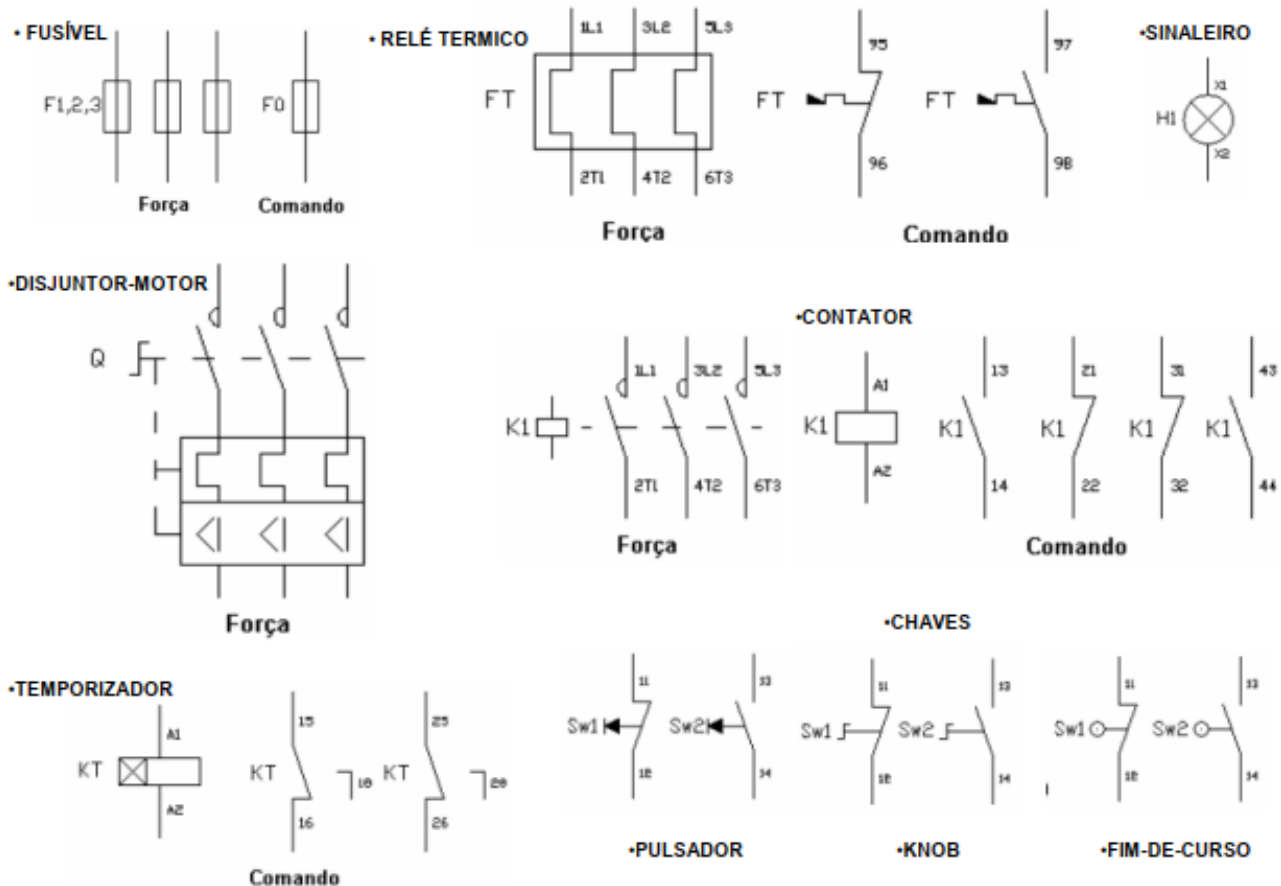 • FUSÍVEL
F1,2,3
F0
Força
Comando
• RELÉ TERMICO
FT
1L1
3L2
5L3
2T1
4T2
6T3
Força
FT
95
96
FT
97
98
Comando
•SINALEIRO
H1
X1
X2
•DISJUNTOR-MOTOR
Q
Força
•CONTATOR
K1
1L1
3L2
5L3
2T1
4T2
6T3
Força
K1
A1
A2
K1
13
14
K1
21
22
K1
31
32
K1
43
44
Comando
•TEMPORIZADOR
KT
A1
A2
KT
15
16
18
KT
25
26
28
Comando
•CHAVES
Sw1
11
12
Sw2
13
14
•PULSADOR
Sw1
11
12
Sw2
13
14
•KNOB
Sw1
11
12
Sw2
13
14
•FIM-DE-CURSO